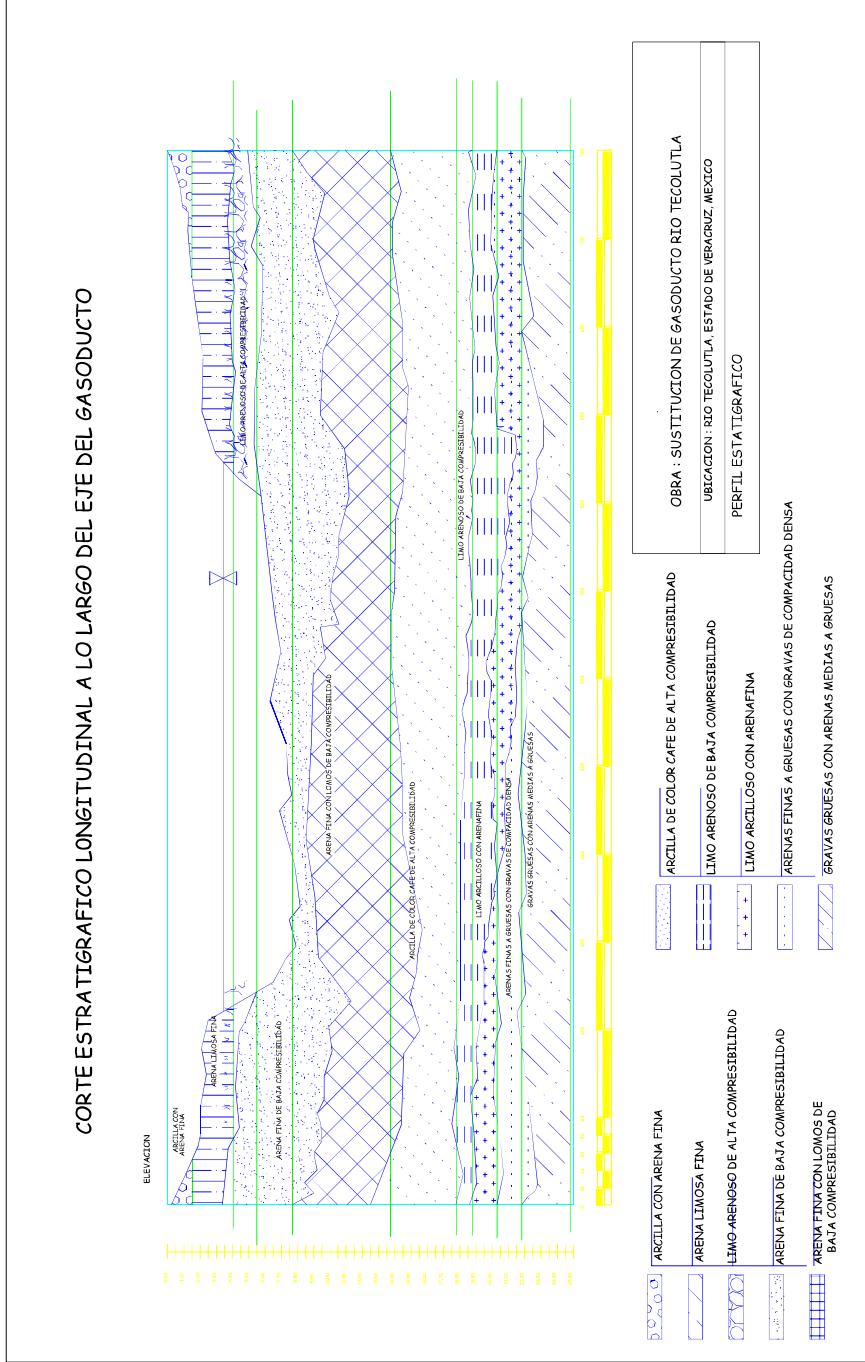 CORTE ESTRATIGRAFICO LONGITUDINAL A LO LARGO DEL EJE DEL GASODUCTO
ELEVACION
ARCILLA CON
ARENA FINA
ARENA LIMOSA FINA
LIMO ARENOSO DE ALTA COMPRESIBILIDAD
ARENA FINA DE BAJA COMPRESIBILIDAD
ARENA FINA CON LOMOS DE BAJA COMPRESIBILIDAD
ARCILLA DE COLOR CAFE DE ALTA COMPRESIBILIDAD
LIMO ARENOSO DE BAJA COMPRESIBILIDAD
LIMO ARCILLOSO CON ARENAFINA
ARENAS FINAS A GRUESAS CON GRAVAS DE COMPACIDAD DENSA
GRAVAS GRUESAS CON ARENAS MEDIAS A GRUESAS
ARCILLA CON ARENA FINA
ARENA LIMOSA FINA
LIMO ARENOSO DE ALTA COMPRESIBILIDAD
ARENA FINA DE BAJA COMPRESIBILIDAD
ARENA FINA CON LOMOS DE
BAJA COMPRESIBILIDAD
ARCILLA DE COLOR CAFE DE ALTA COMPRESIBILIDAD
LIMO ARENOSO DE BAJA COMPRESIBILIDAD
LIMO ARCILLOSO CON ARENAFINA
ARENAS FINAS A GRUESAS CON GRAVAS DE COMPACIDAD DENSA
GRAVAS GRUESAS CON ARENAS MEDIAS A GRUESAS
OBRA : SUSTITUCION DE GASODUCTO RIO TECOLUTLA
UBICACION : RIO TECOLUTLA, ESTADO DE VERACRUZ, MEXICO
PERFIL ESTATIGRAFICO